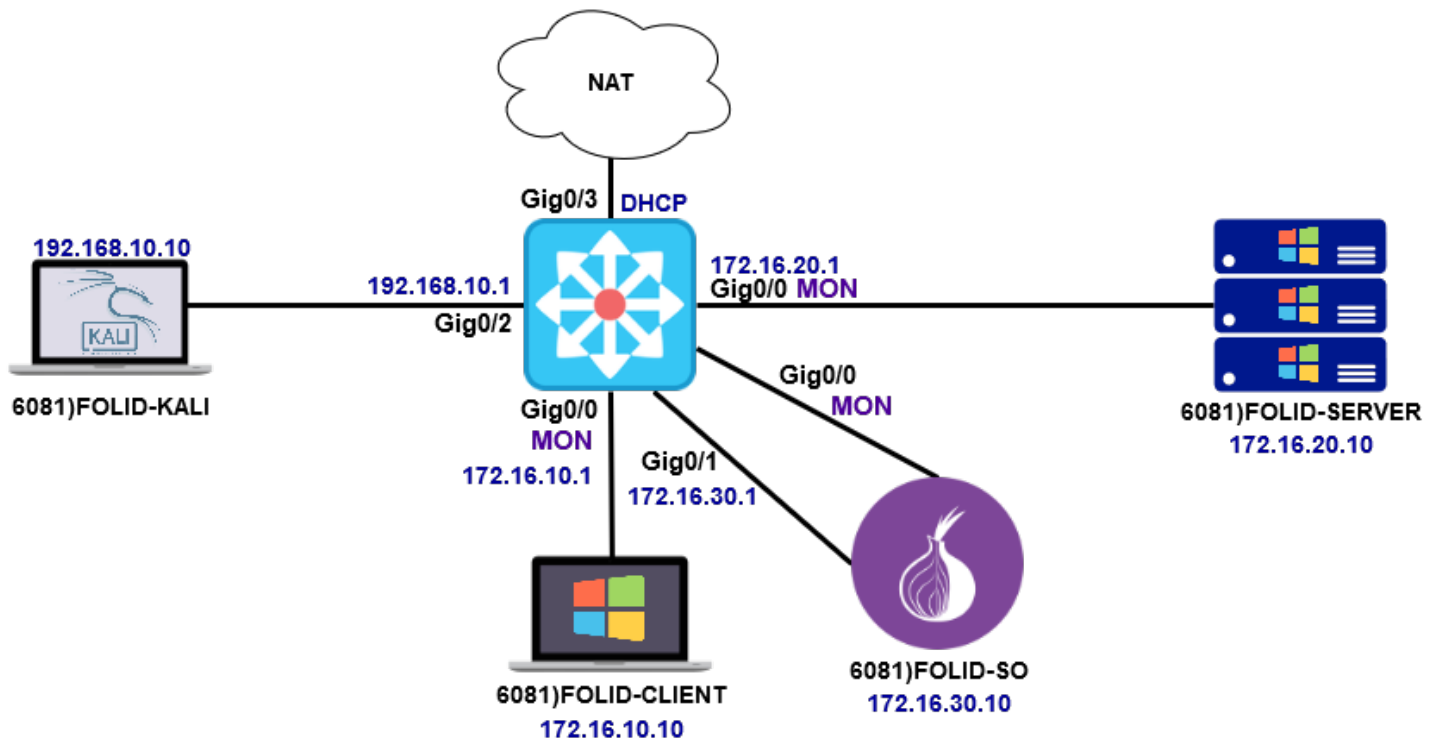 NAT
Gig0/3
DHCP
192.168.10.10
192.168.10.1
172.16.20.1
Gig0/0 MON
Gig0/2
KALI
6081)FOLID-KALI
Gig0/0
MON
6081)FOLID-SERVER
172.16.20.10
Gig0/0
MON
172.16.10.1
Gig0/1
172.16.30.1
6081)FOLID-CLIENT
172.16.10.10
6081)FOLID-SO
172.16.30.10